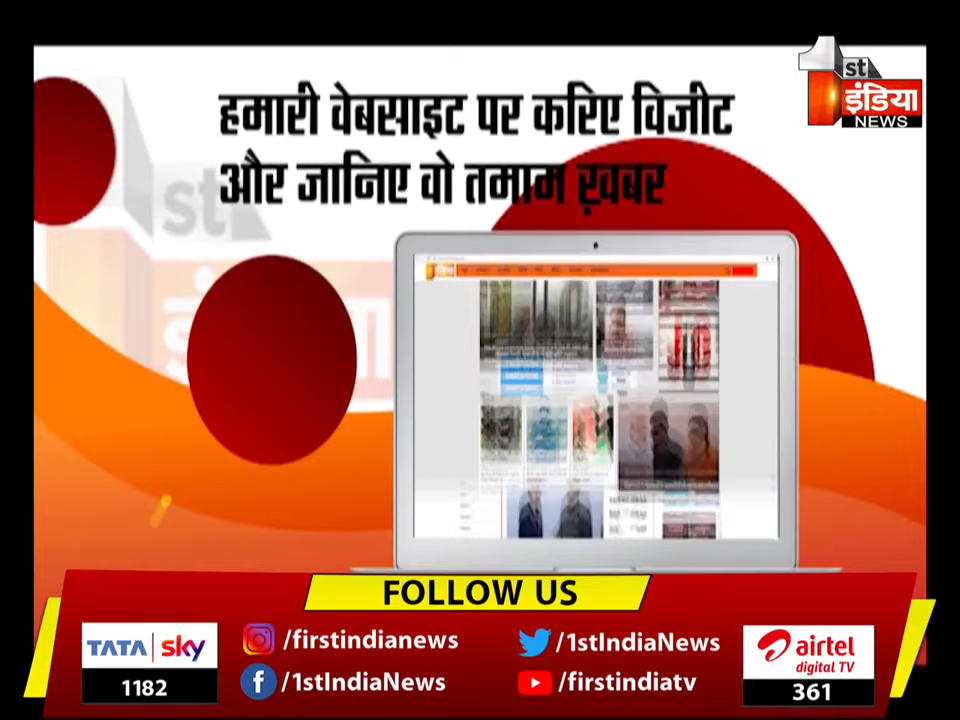 1st
इंडिया
NEWS
हमारी वेबसाइट पर करिए विजीट
और जानिए वो तमाम ख़बर
FOLLOW US
TATA sky
1182
/firstindianews
/1stIndiaNews
/1stIndiaNews
/firstindiatv
airtel
digital TV
361